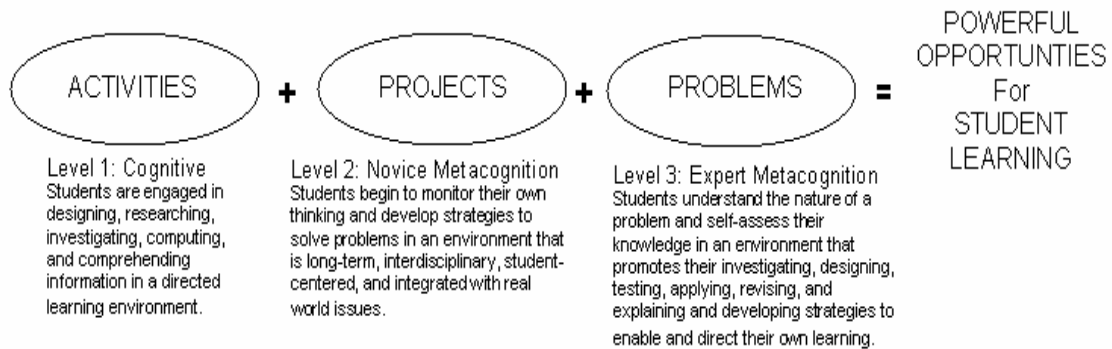 ACTIVITIES
+
PROJECTS
+
PROBLEMS
=
POWERFUL
OPPORTUNTIES
For
STUDENT
LEARNING
Level 1: Cognitive
Students are engaged in
designing, researching,
investigating, computing,
and comprehending
information in a directed
learning environment.
Level 2: Novice Metacognition
Students begin to monitor their own
thinking and develop strategies to
solve problems in an environment that
is long-term, interdisciplinary, student-
centered, and integrated with real
world issues.
Level 3: Expert Metacognition
Students understand the nature of a
problem and self-assess their
knowledge in an environment that
promotes their investigating, designing,
testing, applying, revising, and
explaining and developing strategies to
enable and direct their own learning.